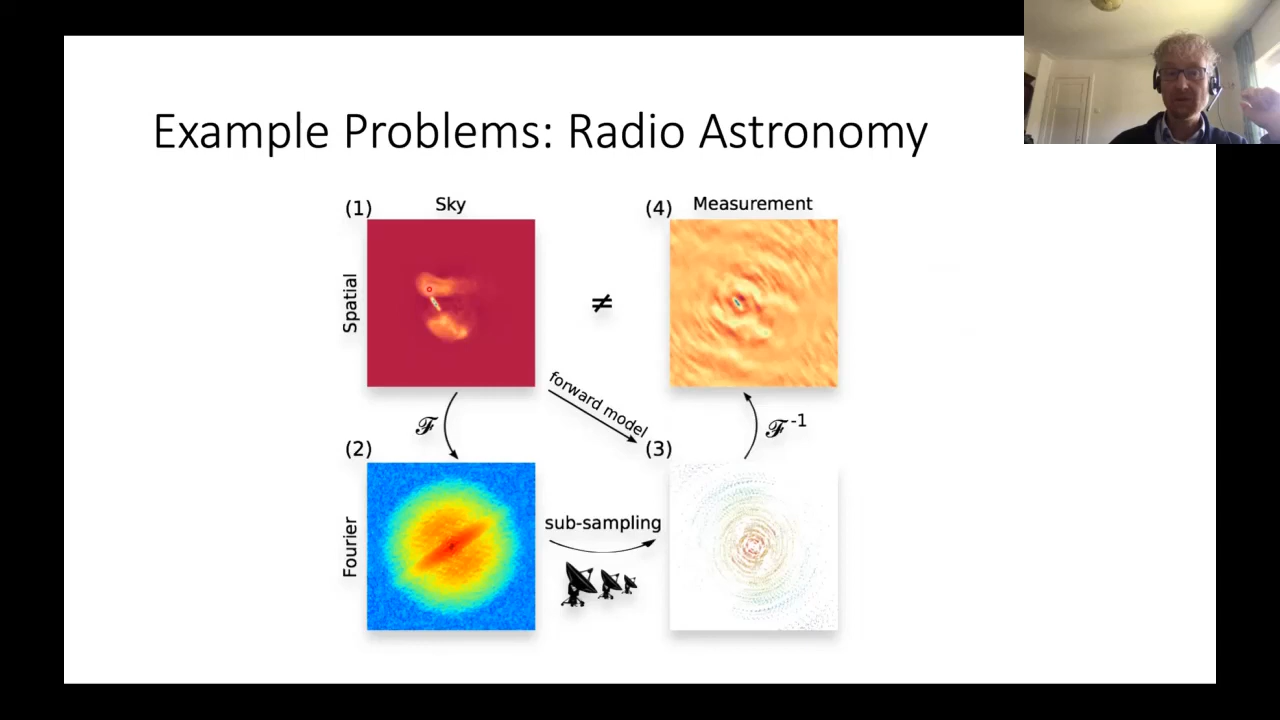 Example Problems: Radio Astronomy
(1) Sky
(4) Measurement
Spatial
≠
forward model
ℱ
ℱ-1
(2)
(3)
Fourier
sub-sampling